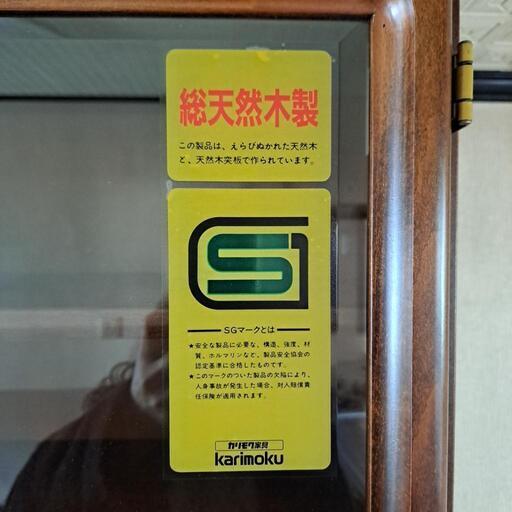 総天然木製
この製品は、えらびぬかれた天然木
と、天然木突板で作られています。
SG
SGマークとは
★安全な製品に必要な、構造、強度、材
質、ホルマリンなど、製品安全協会の
認定基準に合格したものです。
★このマークのついた製品の欠陥により、
人身事故が発生した場合、対人賠償責
任保険が適用されます。
カリモク家具
karimoku